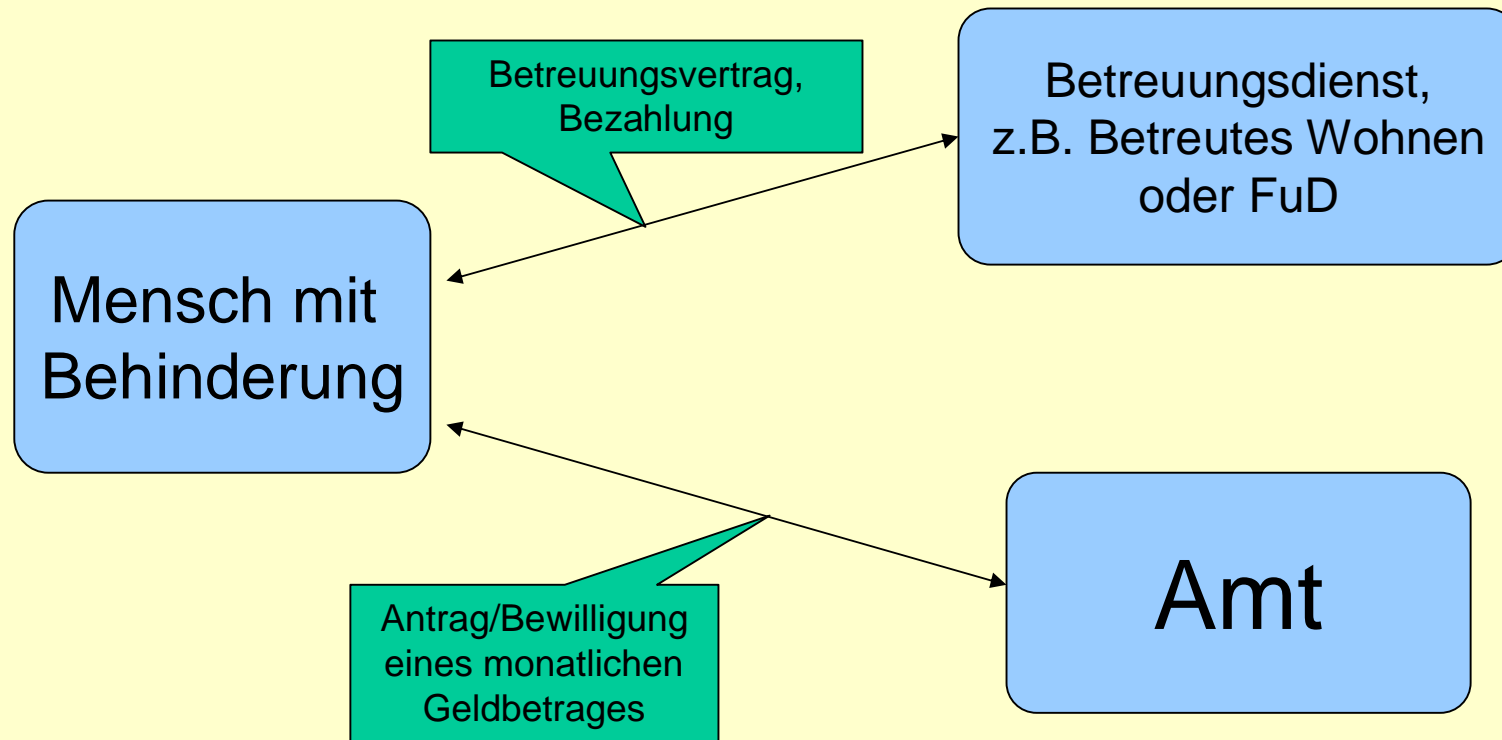 Betreuungsvertrag,
Bezahlung
Betreuungsdienst,
z.B. Betreutes Wohnen
oder FuD
Mensch mit
Behinderung
Antrag/Bewilligung
eines monatlichen
Geldbetrages
Amt